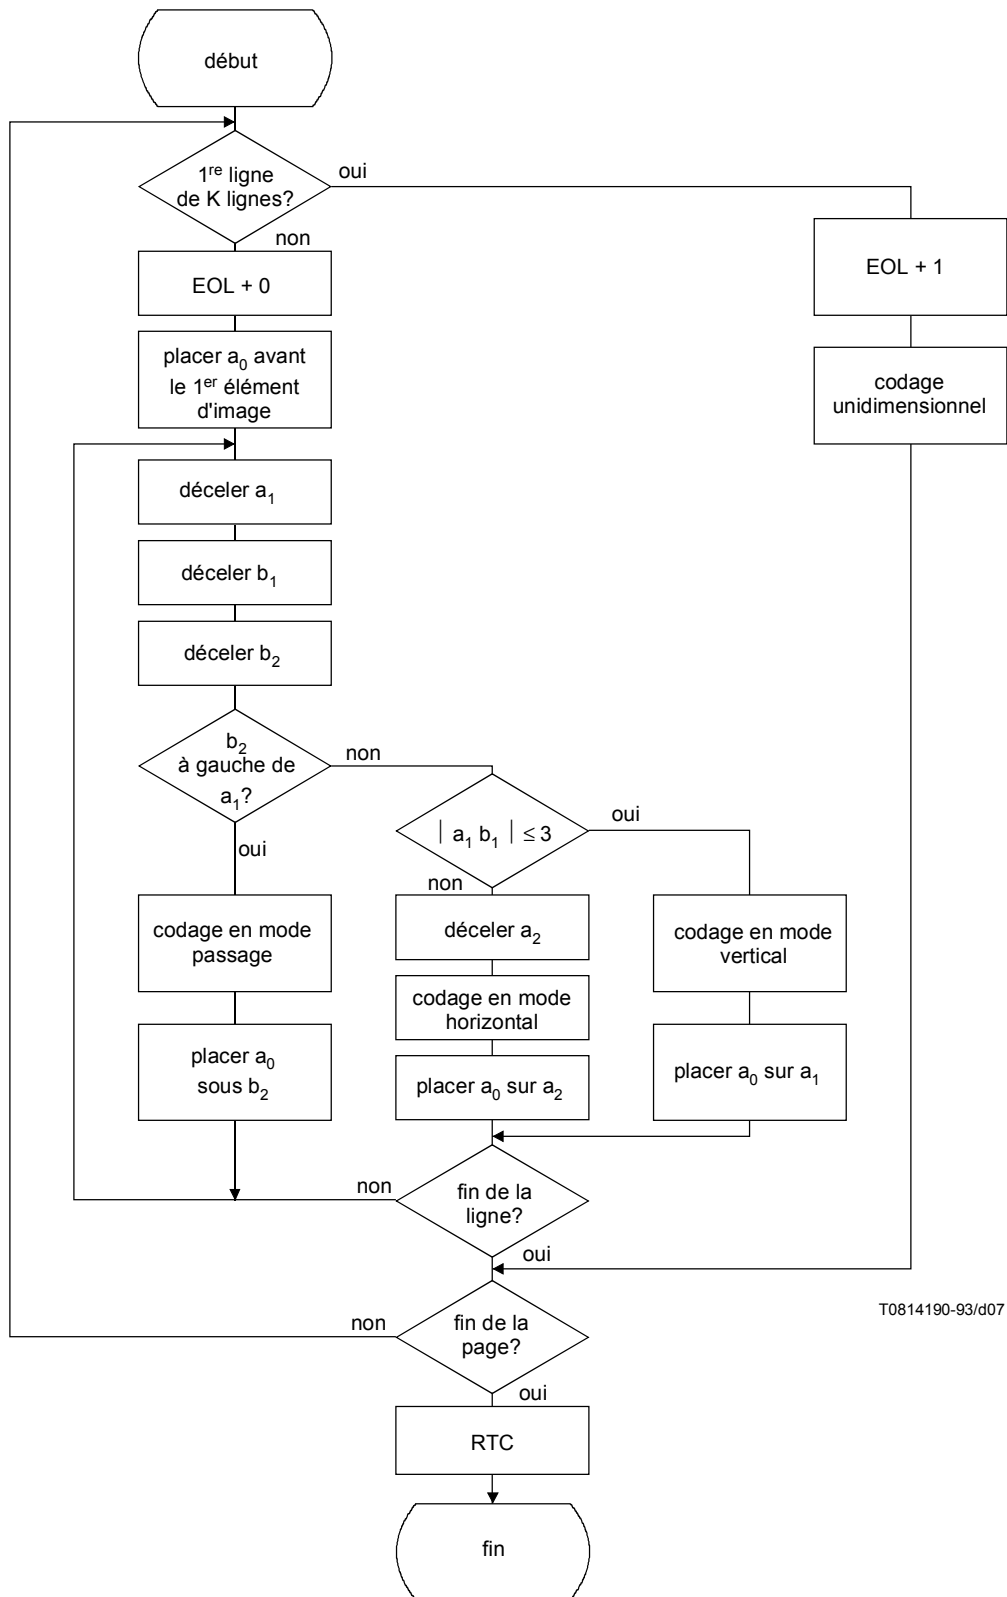 début
1re ligne
de K lignes?
oui
non
EOL + 0
EOL + 1
placer a0 avant
le 1er élément
d'image
codage
unidimensionnel
déceler a1
déceler b1
déceler b2
b2
à gauche de
a1?
non
oui
| a1 b1 | ≤ 3
oui
non
codage en mode
passage
déceler a2
codage en mode
vertical
codage en mode
horizontal
placer a0
sous b2
placer a0 sur a2
placer a0 sur a1
non
fin de la
ligne?
oui
T0814190-93/d07
non
fin de la
page?
oui
RTC
fin